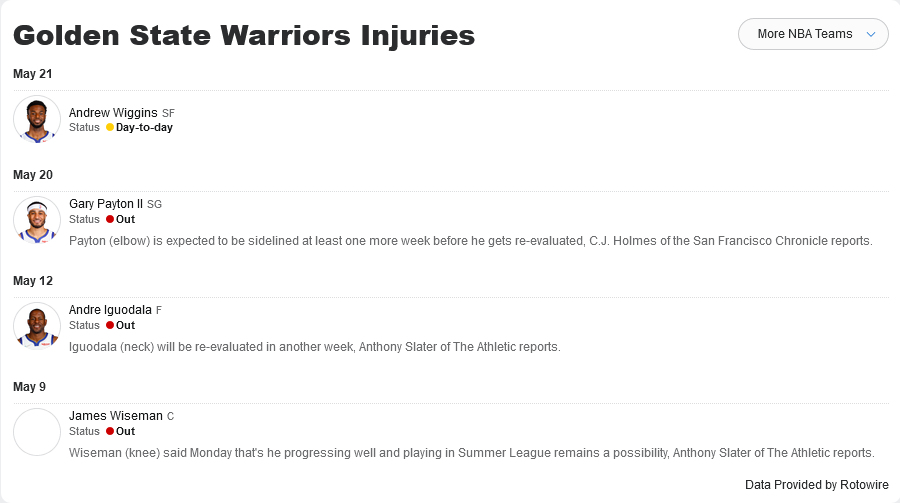 Golden State Warriors Injuries
More NBA Teams
May 21
Andrew Wiggins SF
Status Day-to-day
May 20
Gary Payton II SG
Status Out
Payton (elbow) is expected to be sidelined at least one more week before he gets re-evaluated, C.J. Holmes of the San Francisco Chronicle reports.
May 12
Andre Iguodala F
Status Out
Iguodala (neck) will be re-evaluated in another week, Anthony Slater of The Athletic reports.
May 9
James Wiseman C
Status Out
Wiseman (knee) said Monday that's he progressing well and playing in Summer League remains a possibility, Anthony Slater of The Athletic reports.
Data Provided by Rotowire